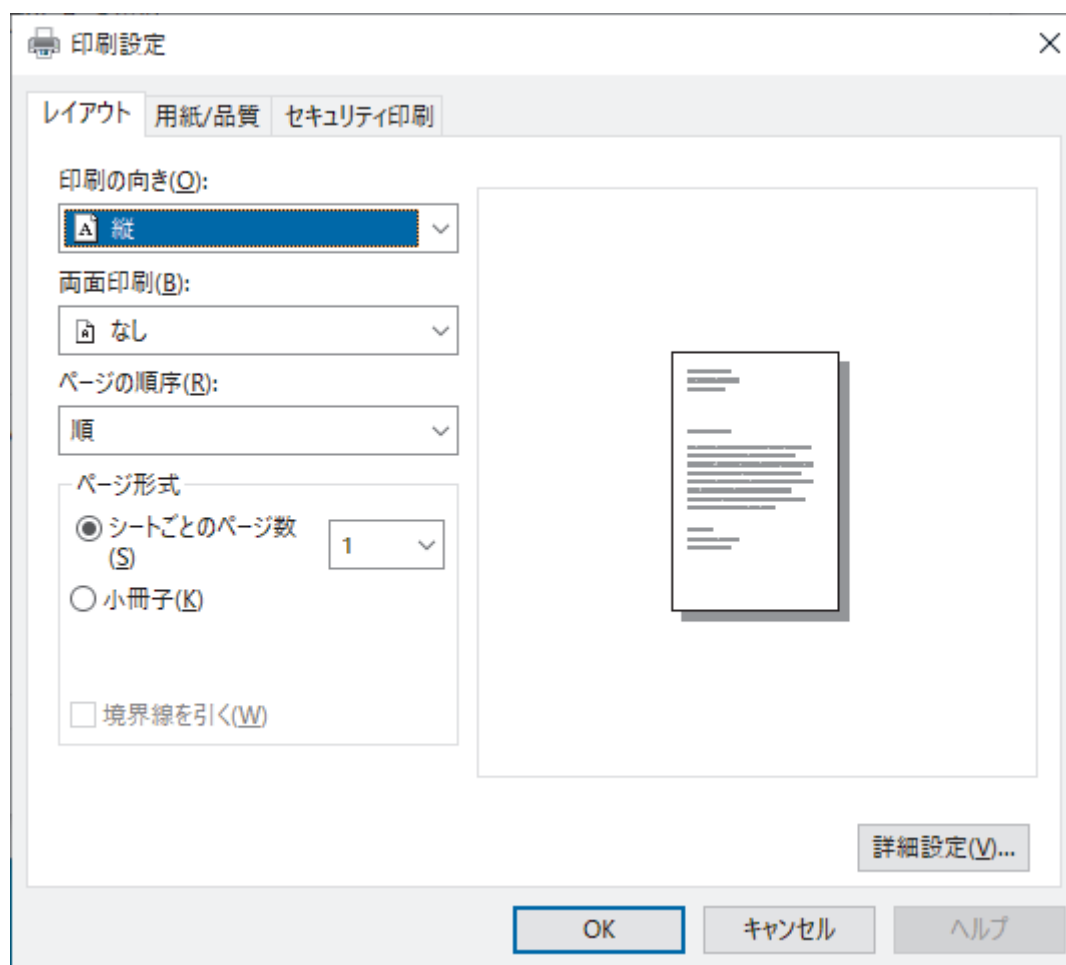 印刷設定
レイアウト 用紙/品質 セキュリティ印刷
印刷の向き(O):
縦
両面印刷(B):
なし
ページの順序(R):
順
ページ形式
シートごとのページ数
(S)
1
小冊子(K)
境界線を引く(W)
詳細設定(V)...
OK キャンセル ヘルプ